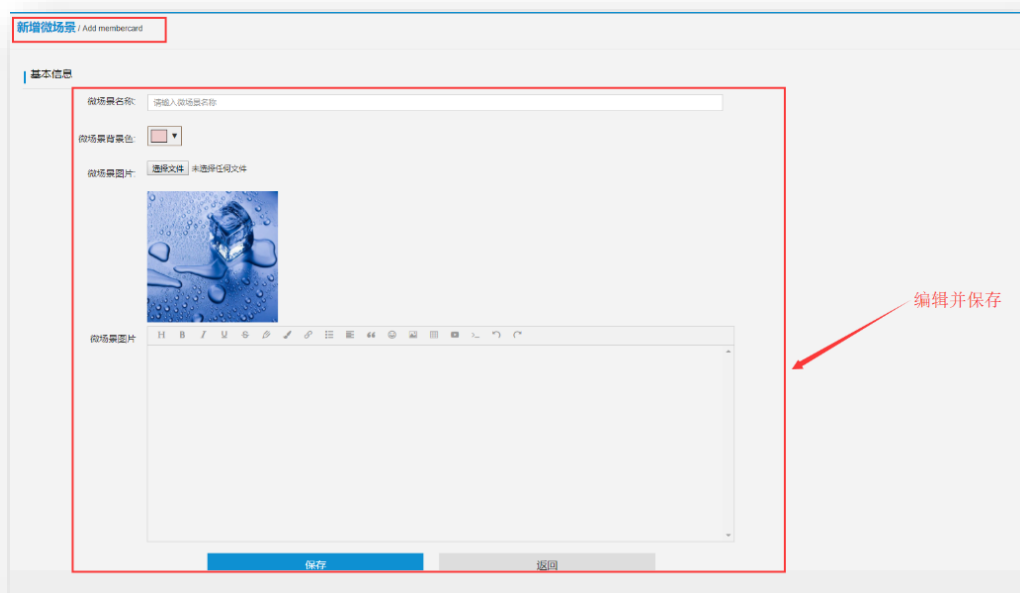 新增微场景 / Add membercard
基本信息
微场景名称:
请输入微场景名称
微场景背景色:
微场景图片:
选择文件 未选择任何文件
编辑并保存
微场景图片
H B I U S
保存
返回